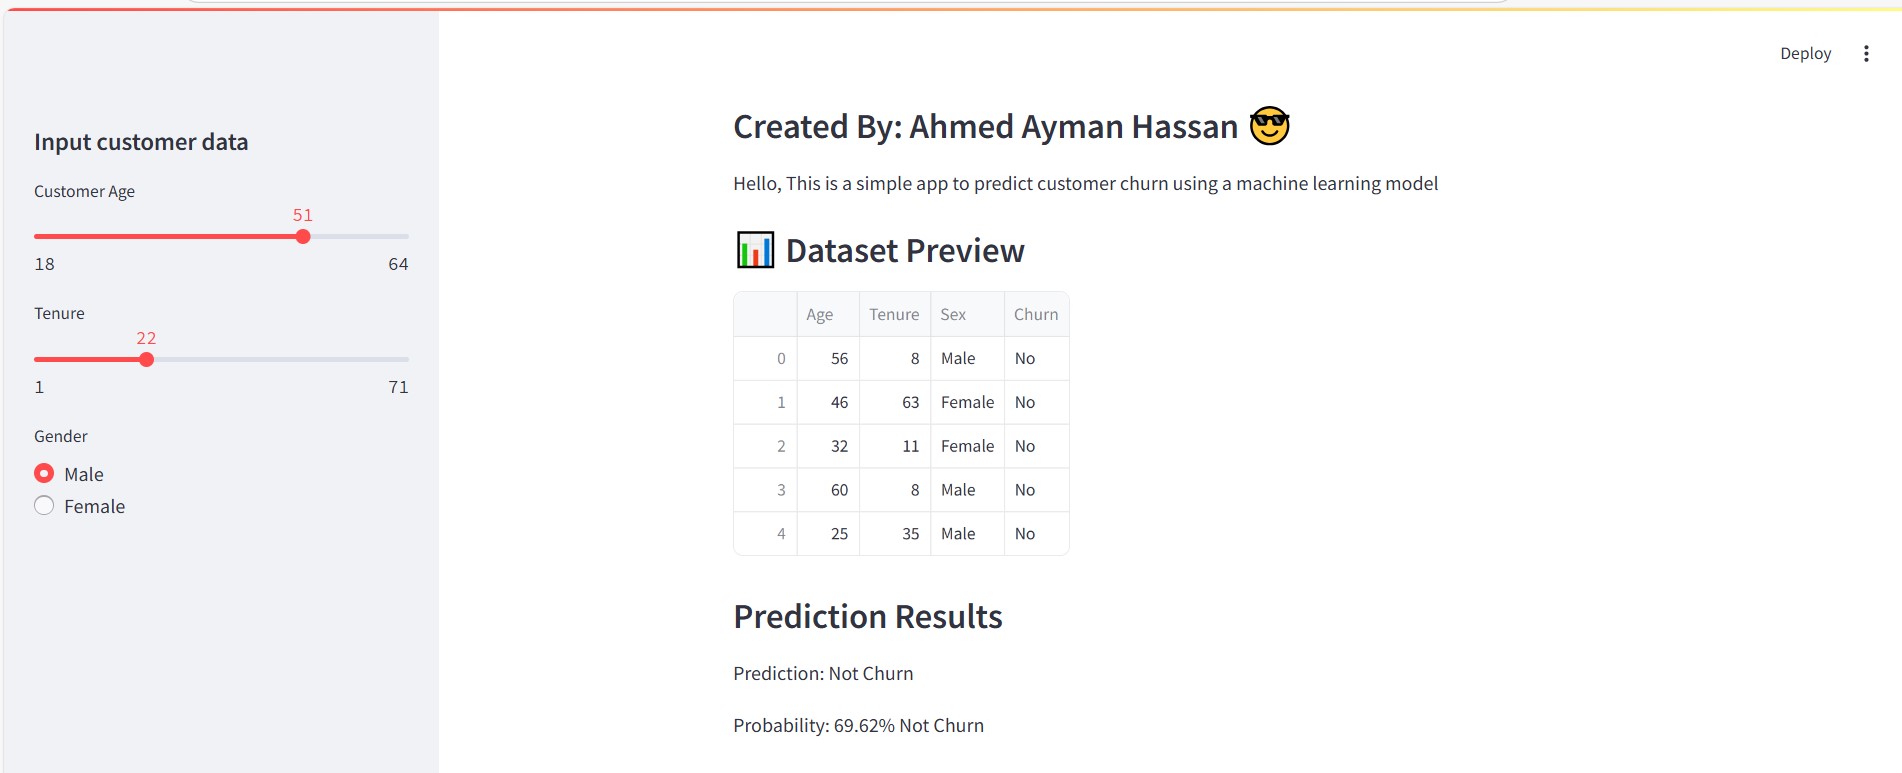 Deploy
Input customer data
Customer Age
51
18 64
Tenure
22
1 71
Gender
Male
Female
Created By: Ahmed Ayman Hassan 😎
Hello, This is a simple app to predict customer churn using a machine learning model
📊 Dataset Preview
Age Tenure Sex Churn
0 56 8 Male No
1 46 63 Female No
2 32 11 Female No
3 60 8 Male No
4 25 35 Male No
Prediction Results
Prediction: Not Churn
Probability: 69.62% Not Churn